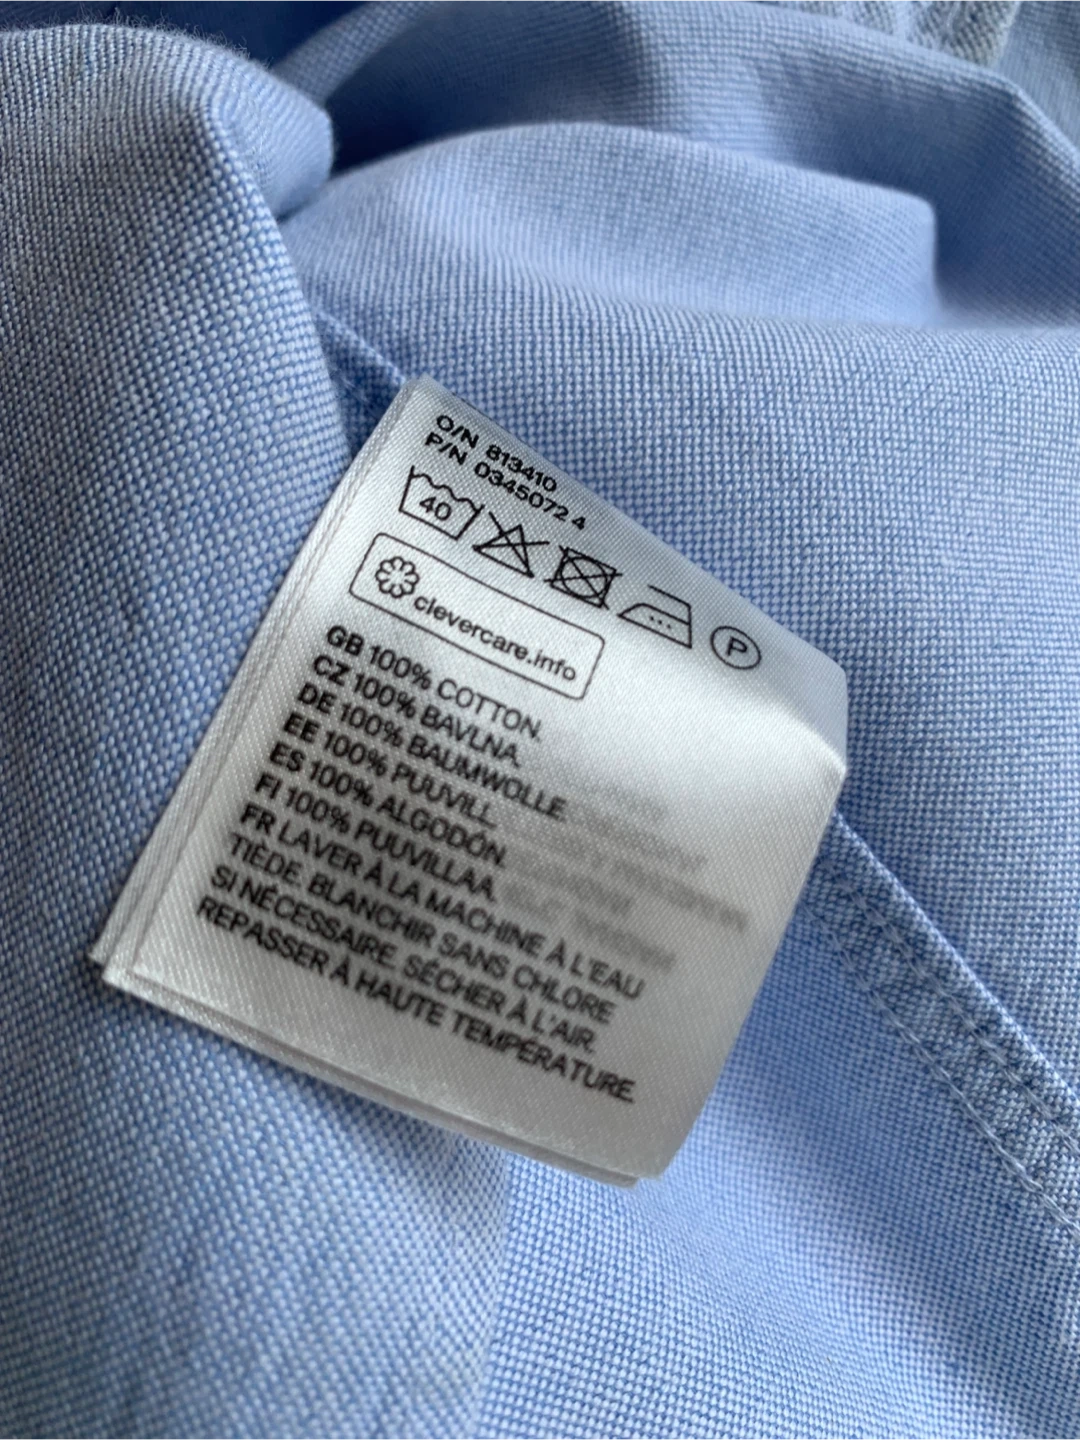 O/N 813410
P/N 0345072 4
40
P
clevercare.info
GB 100% COTTON.
CZ 100% BAVLNA.
DE 100% BAUMWOLLE.
EE 100% PUUVILL.
ES 100% ALGODÓN.
FI 100% PUUVILLAA.
FR LAVER À LA MACHINE À L'EAU
TIÈDE. BLANCHIR SANS CHLORE
SI NÉCESSAIRE. SÉCHER À L'AIR.
REPASSER À HAUTE TEMPÉRATURE.